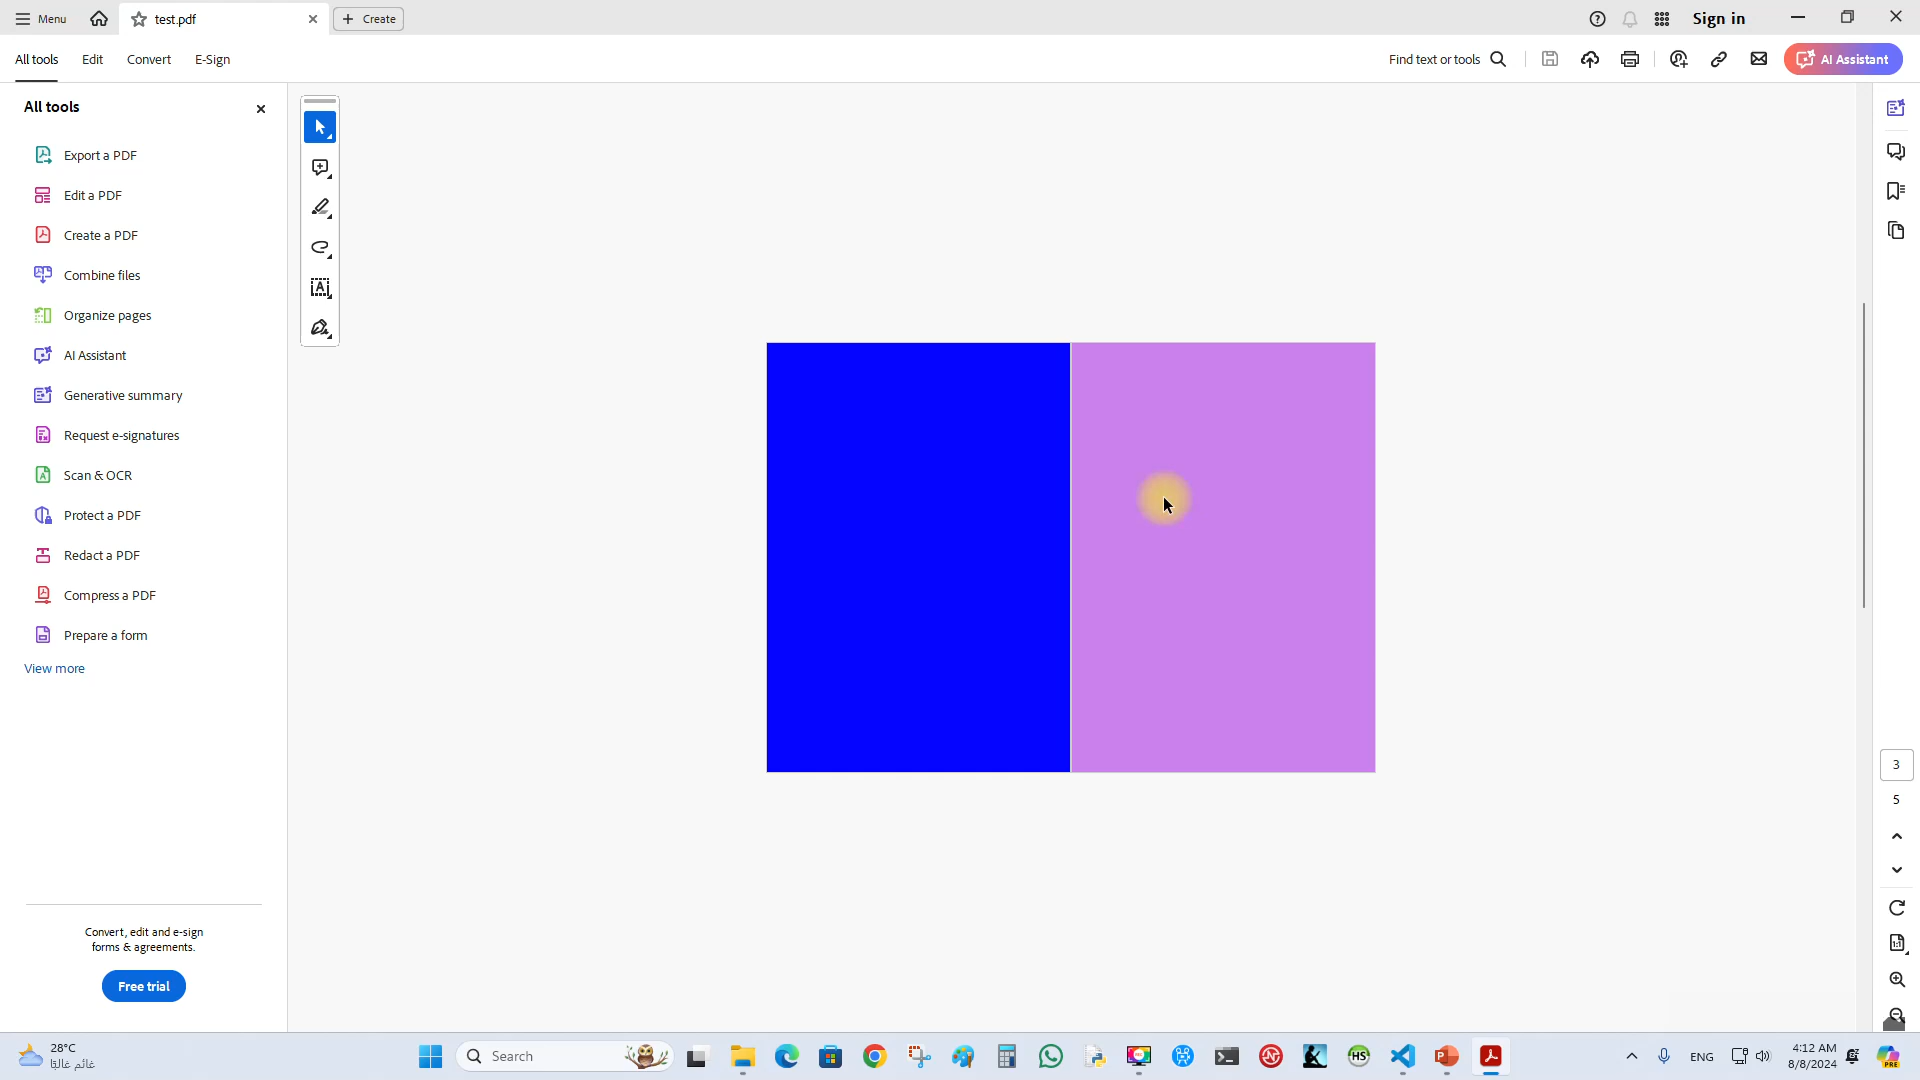 Menu
test.pdf
Create
Sign in
All tools
Edit
Convert
E-Sign
Find text or tools
AI Assistant
All tools
Export a PDF
Edit a PDF
Create a PDF
Combine files
Organize pages
AI Assistant
Generative summary
Request e-signatures
Scan & OCR
Protect a PDF
Redact a PDF
Compress a PDF
Prepare a form
View more
Convert, edit and e-sign
forms & agreements.
Free trial
3
5
28°C
غائم غالبًا
Search
ENG
4:12 AM
8/8/2024